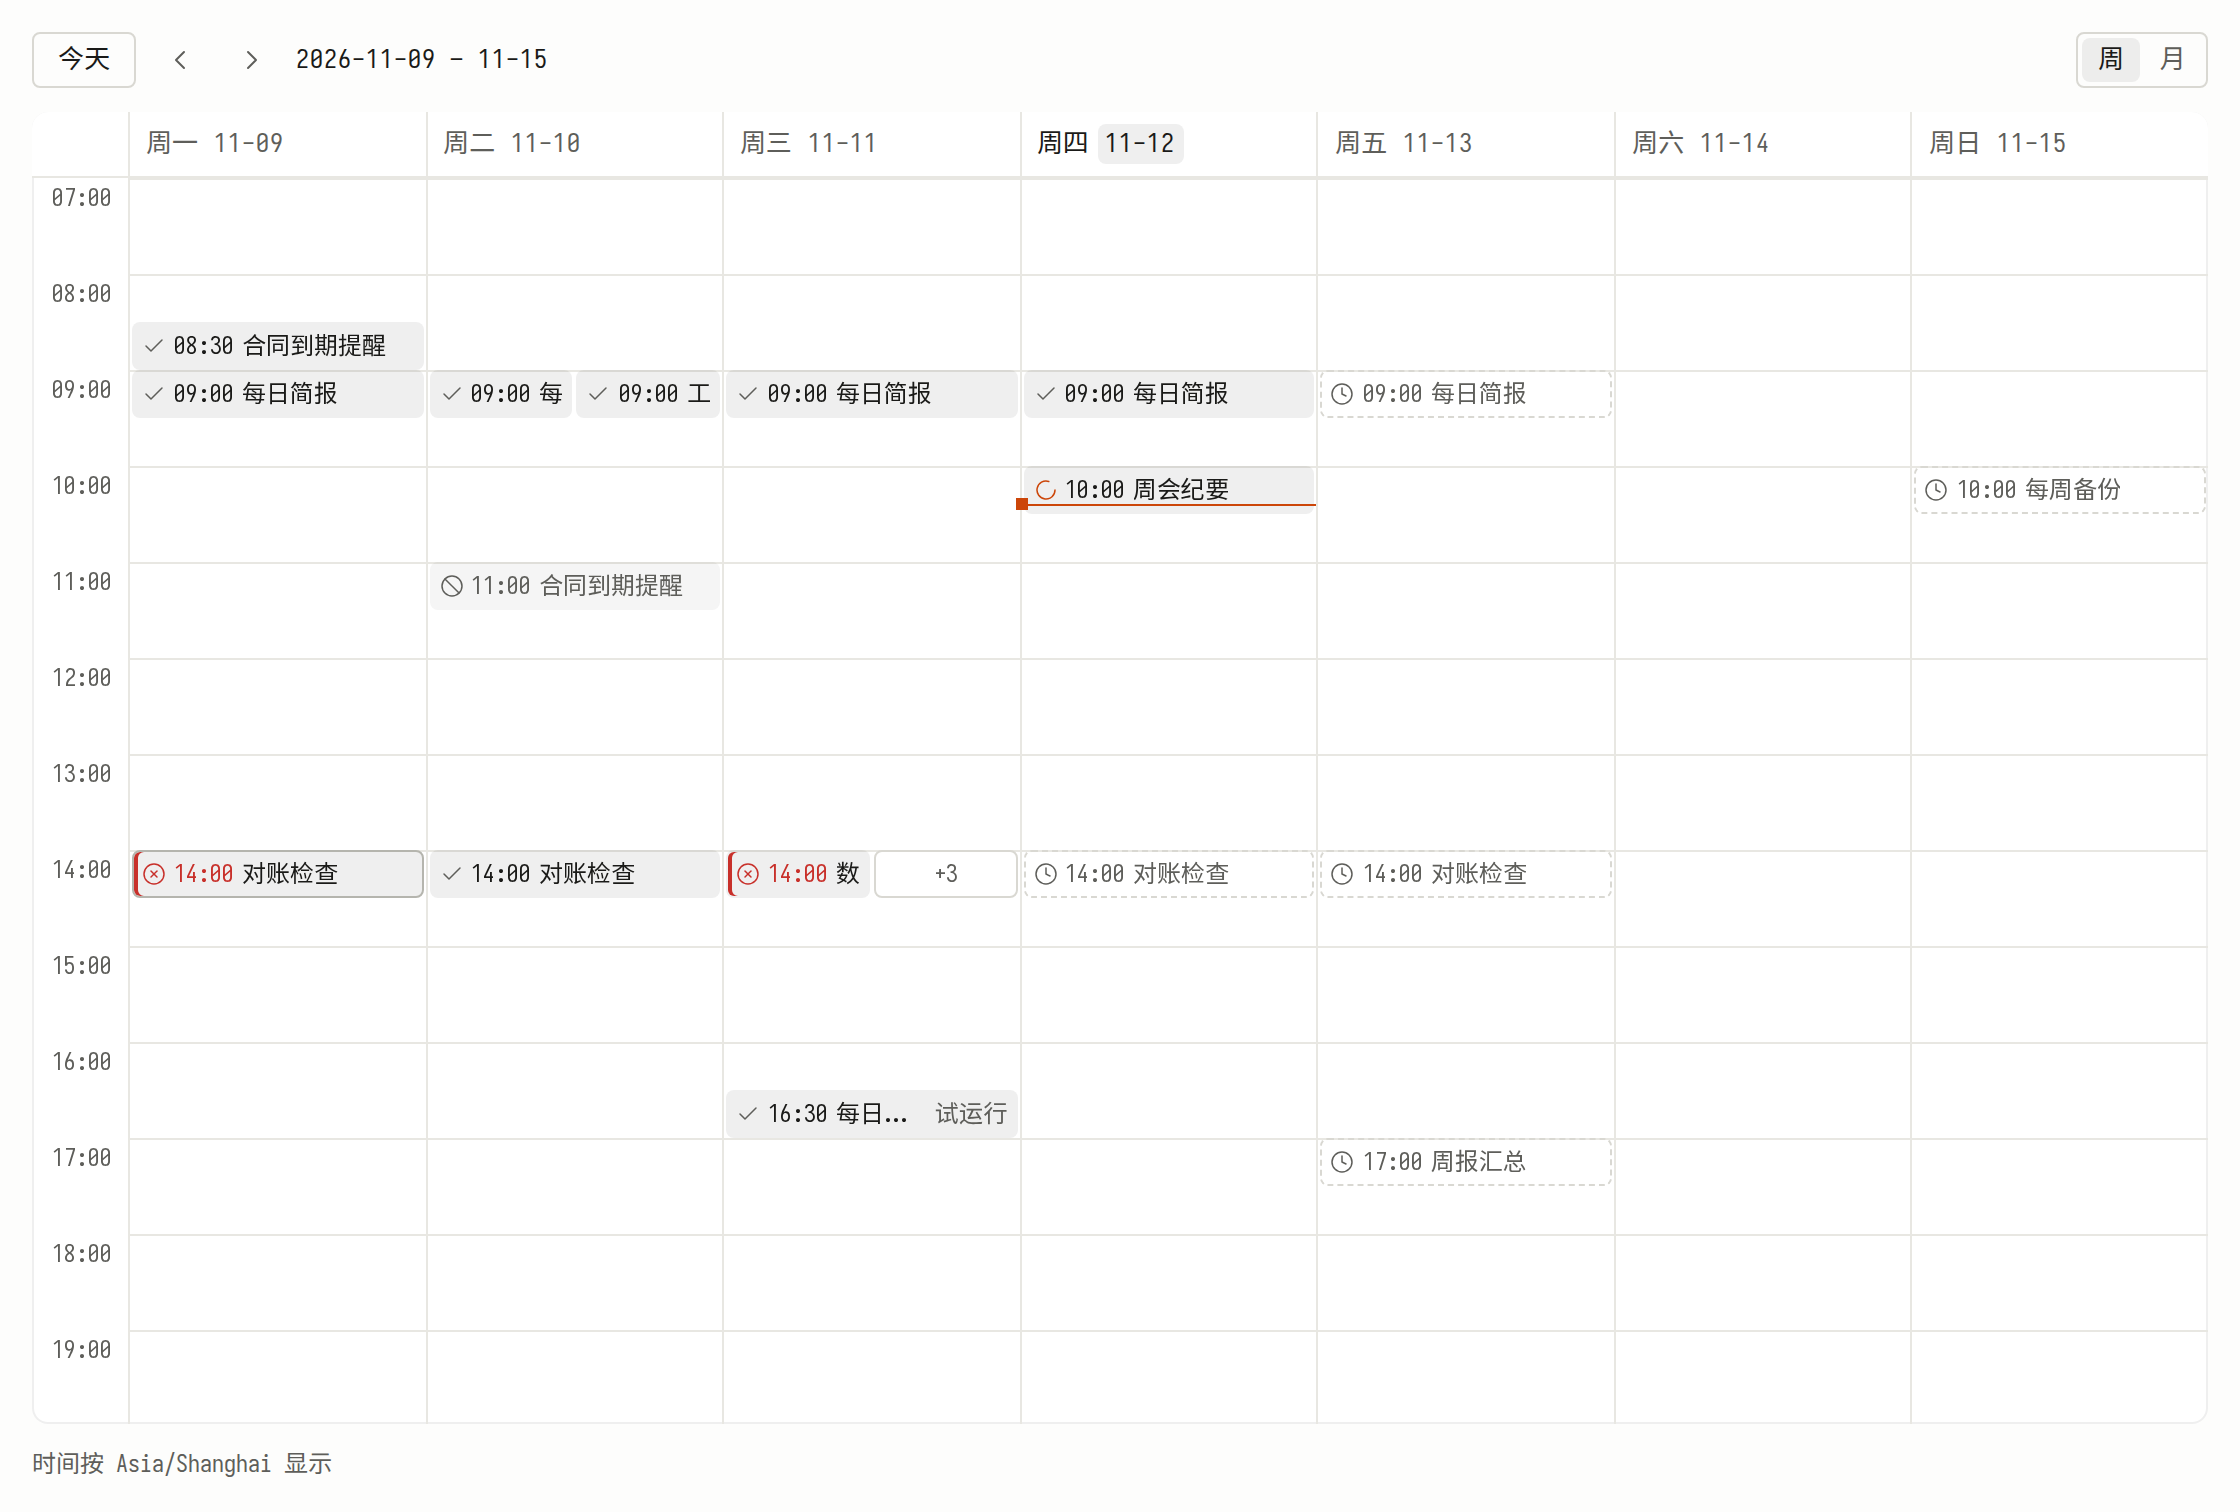 今天 2026-11-09 – 11-15 周 月
周一 11-09 周二 11-10 周三 11-11 周四 11-12 周五 11-13 周六 11-14 周日 11-15
07:00
08:00
08:30 合同到期提醒
09:00 09:00 每日简报 09:00 每 09:00 工 09:00 每日简报 09:00 每日简报 09:00 每日简报
10:00 10:00 周会纪要 10:00 每周备份
11:00 11:00 合同到期提醒
12:00
13:00
14:00 14:00 对账检查 14:00 对账检查 14:00 数 +3 14:00 对账检查 14:00 对账检查
15:00
16:00
16:30 每日... 试运行
17:00 17:00 周报汇总
18:00
19:00
时间按 Asia/Shanghai 显示